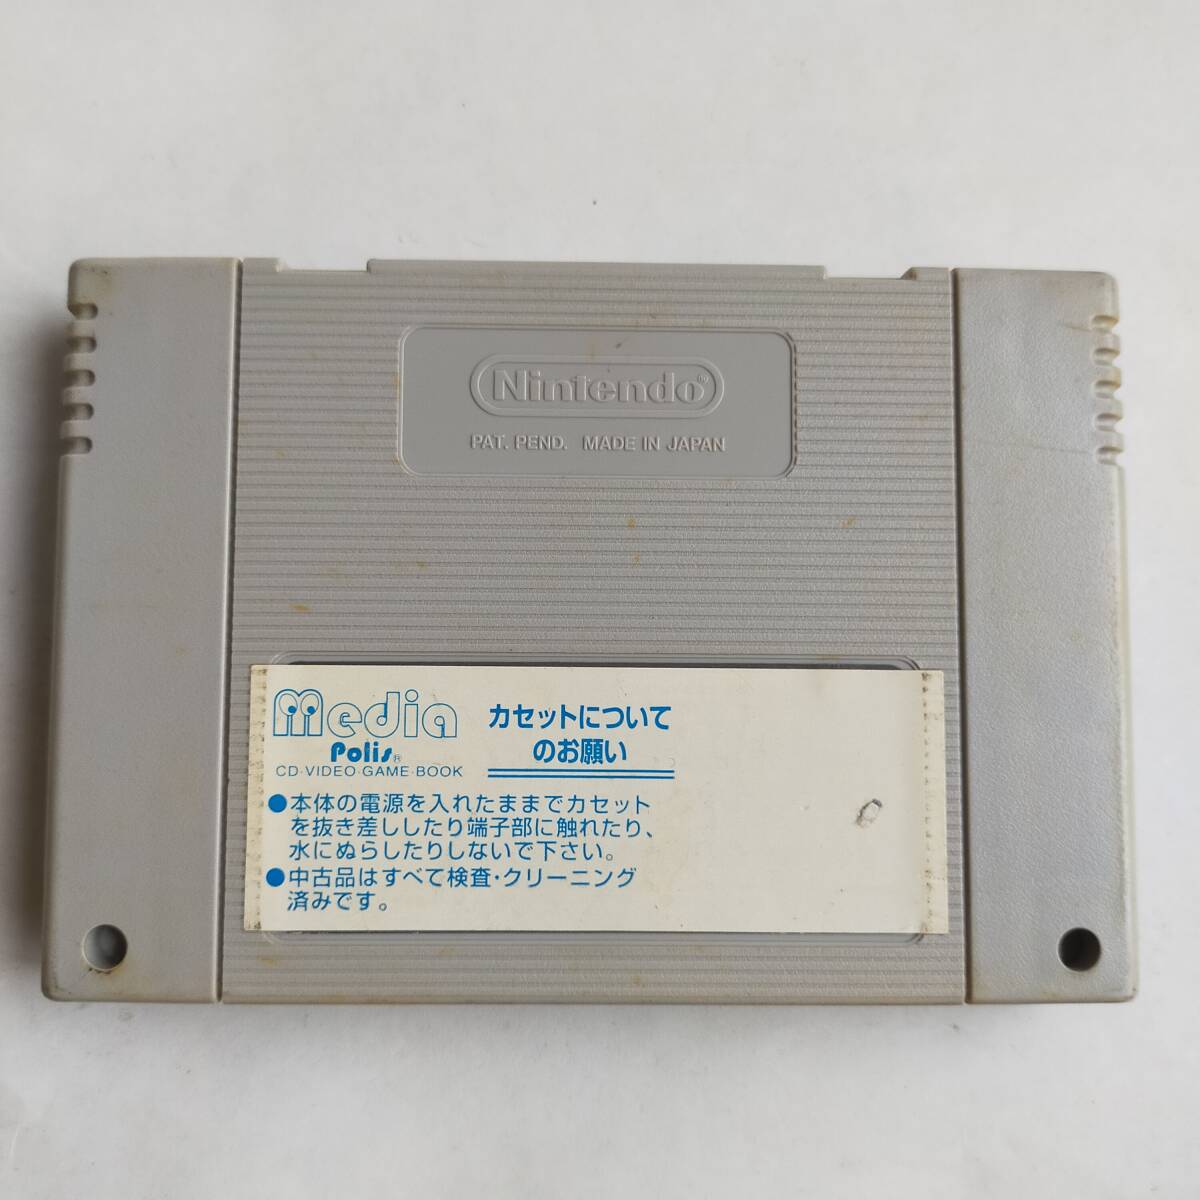 Nintendo™
PAT. PEND. MADE IN JAPAN
media
Polis®
CD·VIDEO·GAME·BOOK
カセットについて
のお願い
●本体の電源を入れたままでカセット
を抜き差ししたり端子部に触れたり、
水にぬらしたりしないで下さい。
●中古品はすべて検査・クリーニング
済みです。